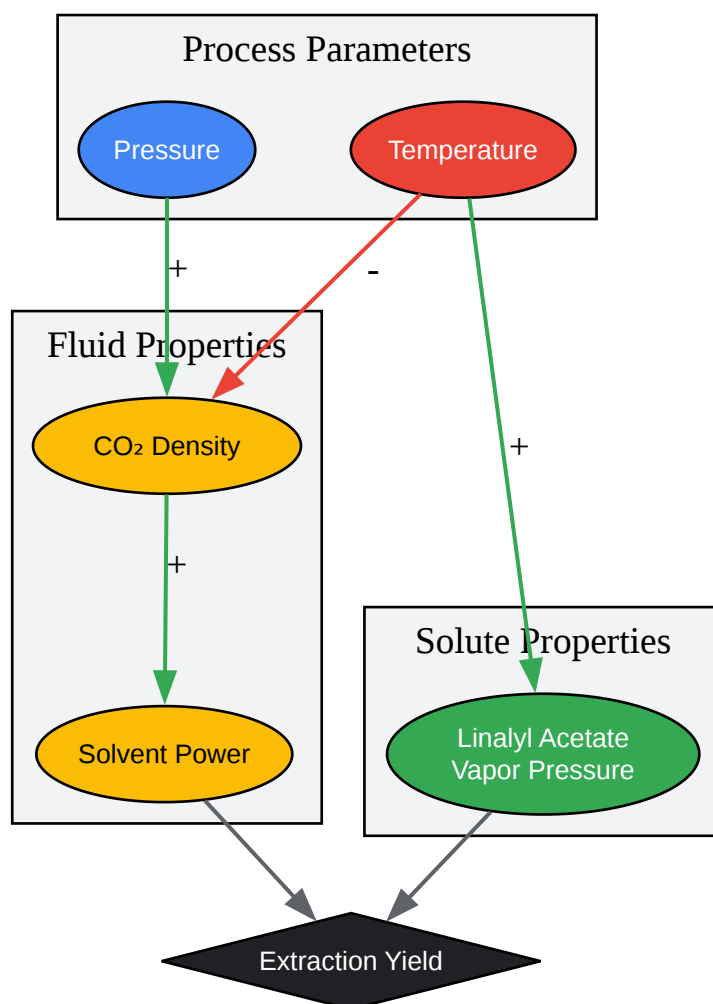 Process Parameters
Pressure
Temperature
+
-
Fluid Properties
CO₂ Density
+
+
Solute Properties
Solvent Power
Linalyl Acetate
Vapor Pressure
Extraction Yield